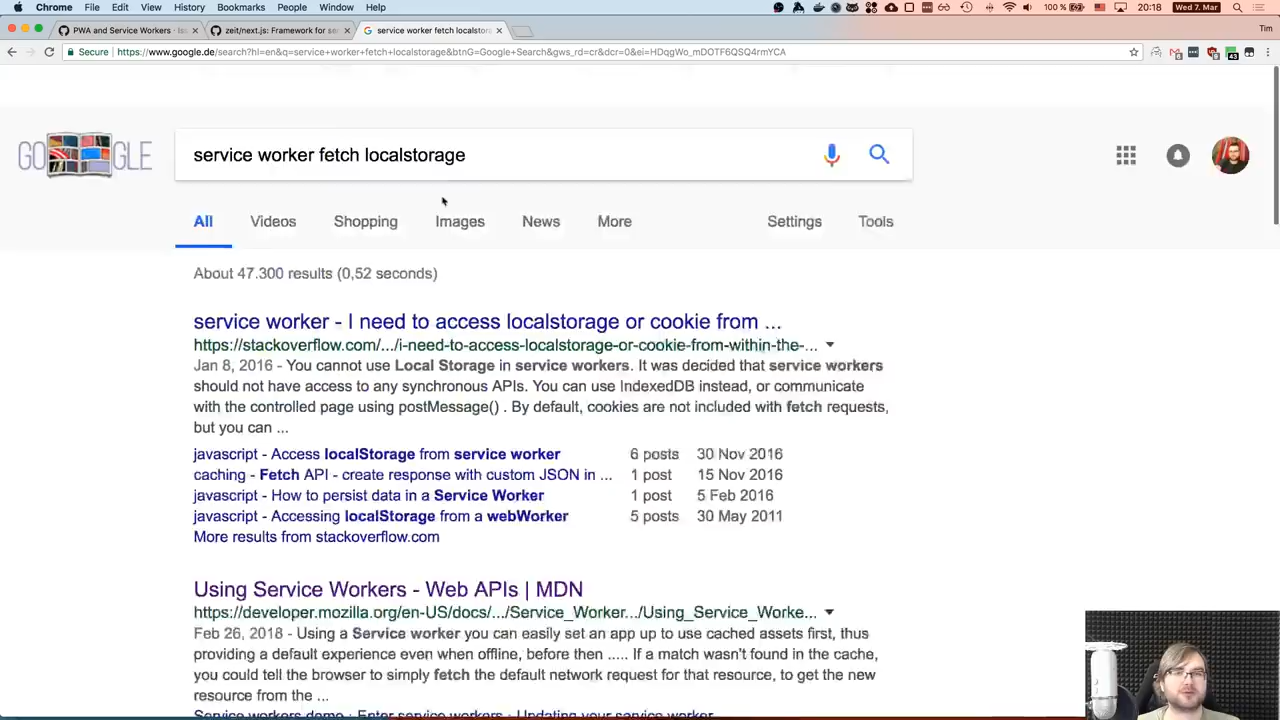 Chrome File Edit View History Bookmarks People Window Help 100 % 20:18 Wed 7. Mar
PWA and Service Workers · Iss zeit/next.js: Framework for se service worker fetch localstora Tim
Secure https://www.google.de/search?hl=en&q=service+worker+fetch+localstorage&btnG=Google+Search&gws_rd=cr&dcr=0&ei=HDqgWo_mDOTF6QSQ4rmYCA
GOOGLE
service worker fetch localstorage
All Videos Shopping Images News More Settings Tools
About 47.300 results (0,52 seconds)
service worker - I need to access localstorage or cookie from ...
https://stackoverflow.com/.../i-need-to-access-localstorage-or-cookie-from-within-the-...
Jan 8, 2016 - You cannot use Local Storage in service workers. It was decided that service workers
should not have access to any synchronous APIs. You can use IndexedDB instead, or communicate
with the controlled page using postMessage() . By default, cookies are not included with fetch requests,
but you can ...
javascript - Access localStorage from service worker 6 posts 30 Nov 2016
caching - Fetch API - create response with custom JSON in ... 1 post 15 Nov 2016
javascript - How to persist data in a Service Worker 1 post 5 Feb 2016
javascript - Accessing localStorage from a webWorker 5 posts 30 May 2011
More results from stackoverflow.com
Using Service Workers - Web APIs | MDN
https://developer.mozilla.org/en-US/docs/.../Service_Worker.../Using_Service_Worke...
Feb 26, 2018 - Using a Service worker you can easily set an app up to use cached assets first, thus
providing a default experience even when offline, before then ..... If a match wasn't found in the cache,
you could tell the browser to simply fetch the default network request for that resource, to get the new
resource from the ...
Service workers demo · Enter service workers · Updating your service worker